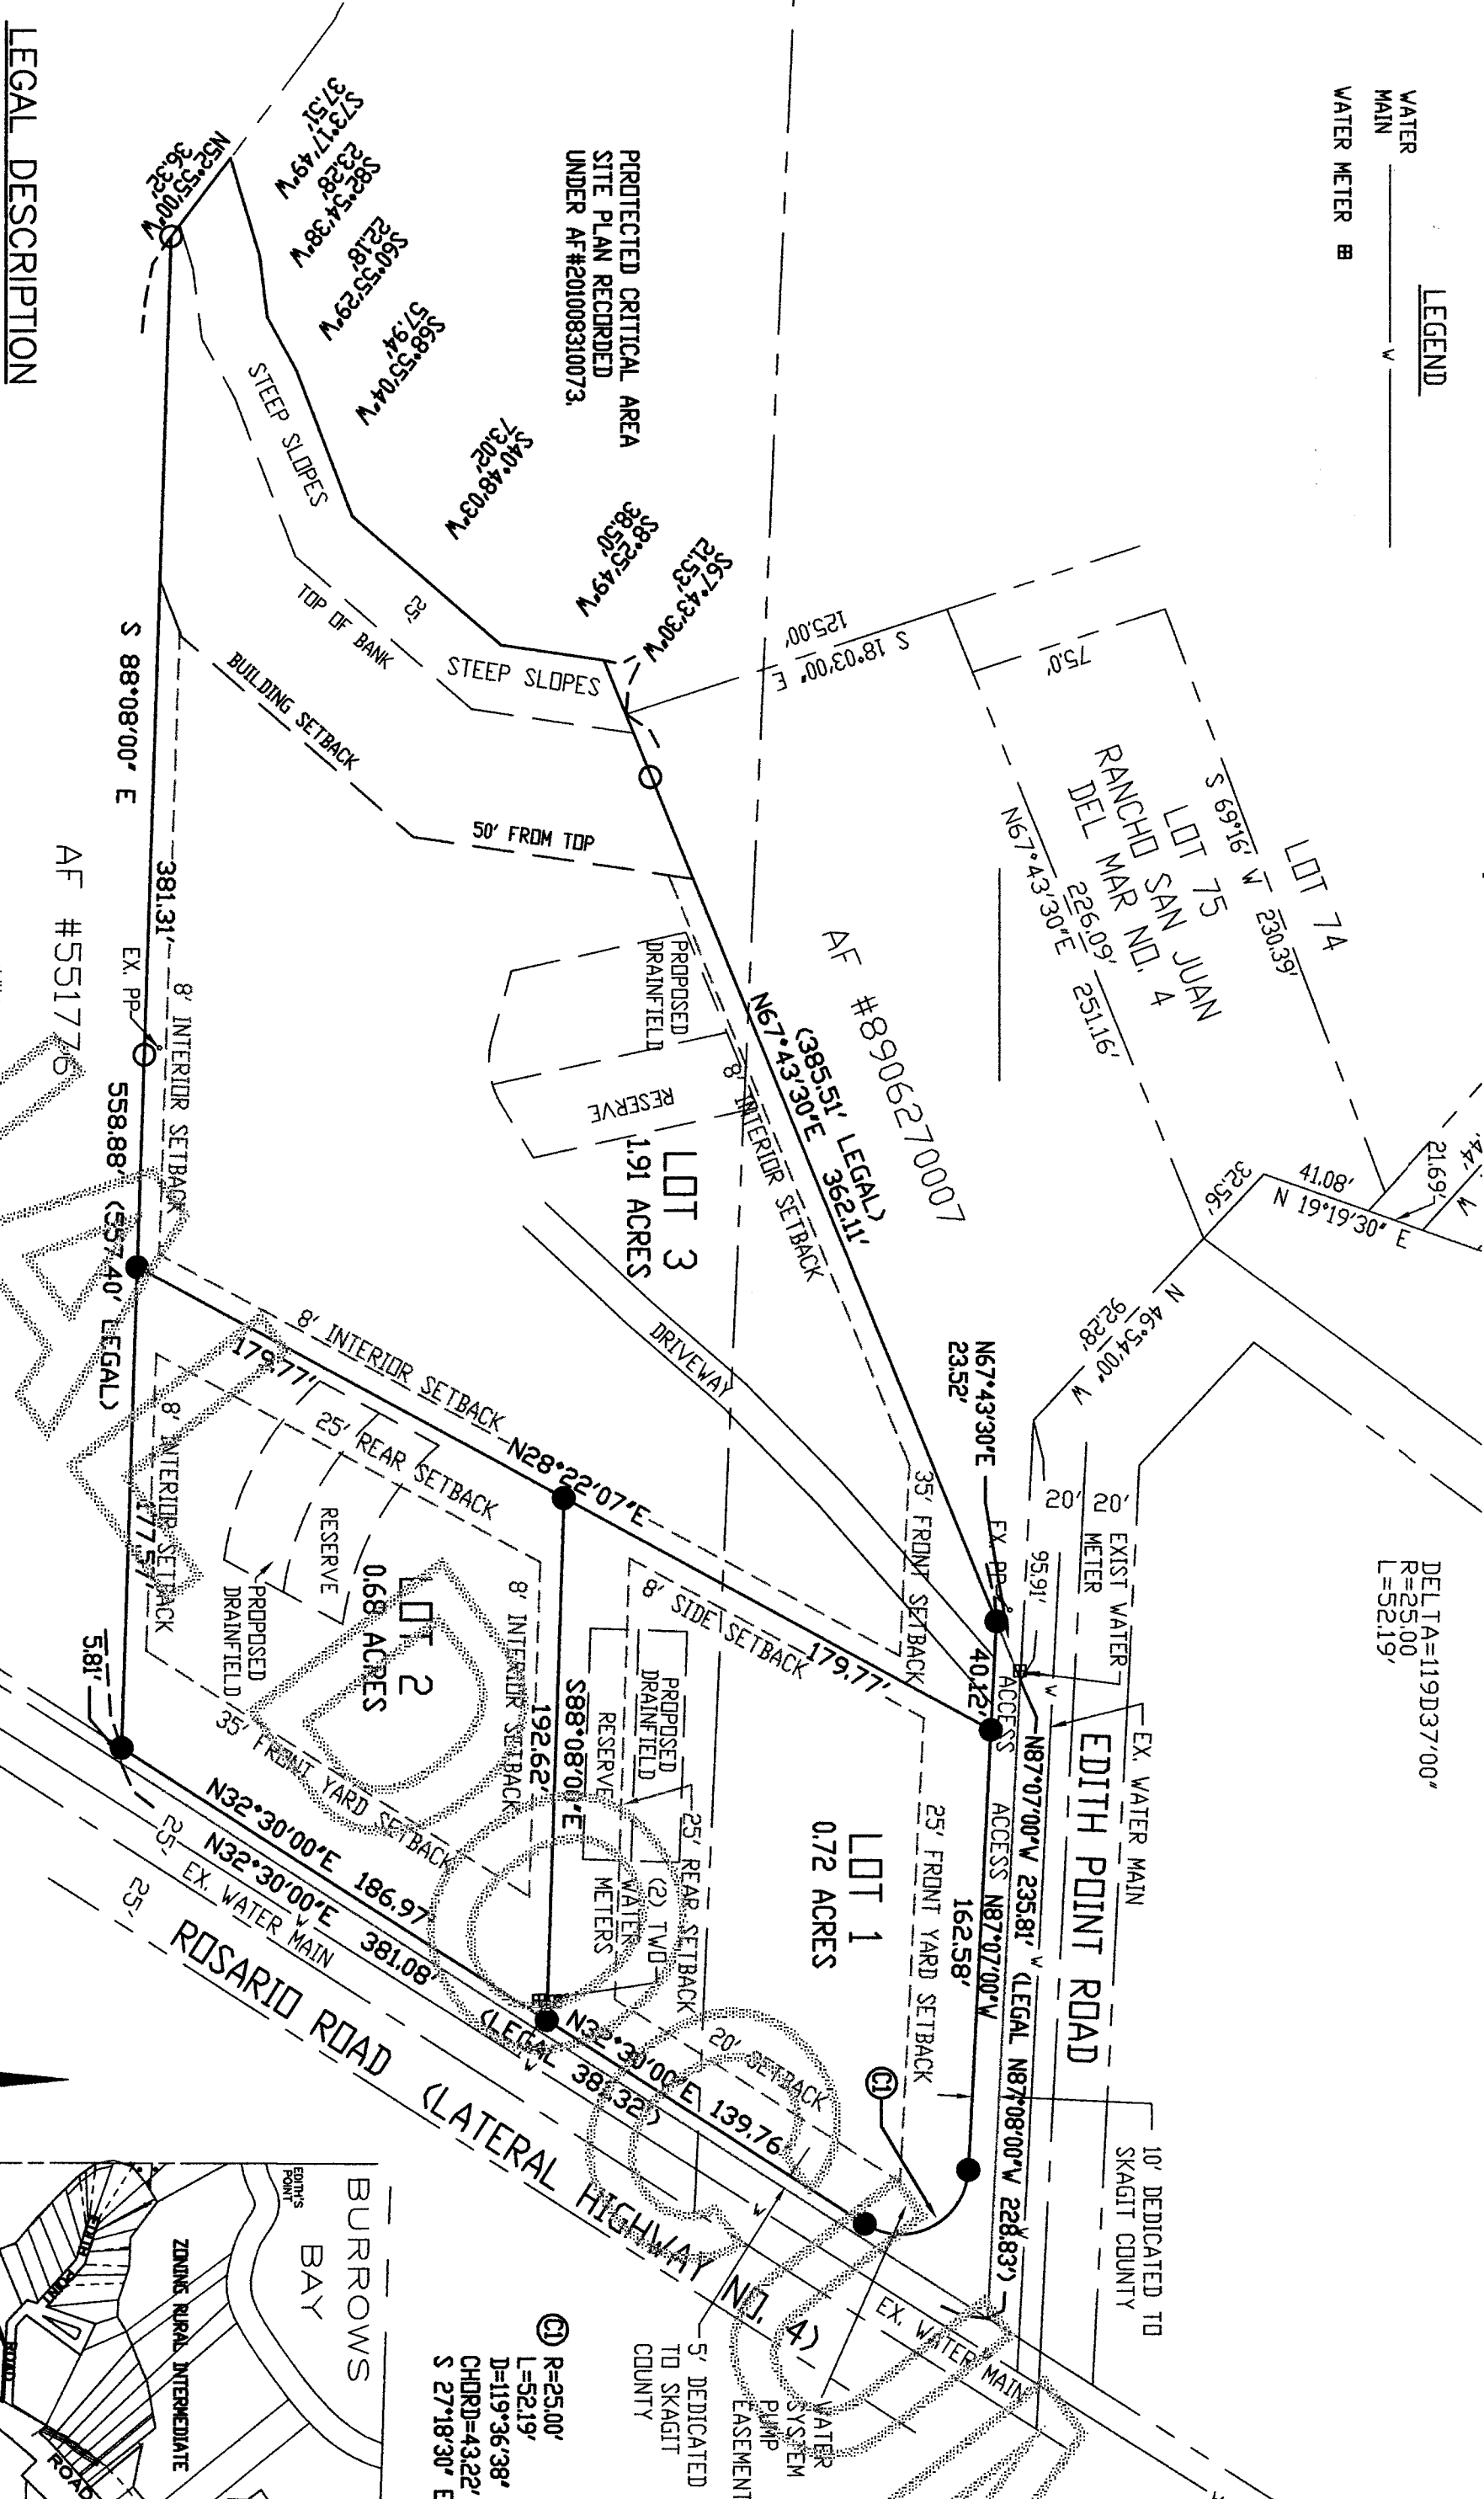 LEGEND
WATER
MAIN
W
WATER METER
LEGAL DESCRIPTION
PCROTECTED CRITICAL AREA
SITE PLAN RECORDED
UNDER AF#201008310073.
N52°55'00"W
36.32'
S73°17'49"W
37.51'
S82°54'38"W
23.28'
S60°55'29"W
22.18'
S68°55'04"W
57.94'
S40°48'03"W
73.02'
S8°25'49"W
38.50'
S67°43'30"W
21.53'
STEEP SLOPES
TOP OF BANK
25'
STEEP SLOPES
BUILDING SETBACK
50' FROM TOP
S 18°03'00" E
125.00'
75.0'
LOT 74
S 69°16' W 230.39'
LOT 75
RANCHO SAN JUAN
DEL MAR NO. 4
226.09'
N67°43'30"E 251.16'
21.69'
41.08'
N 19°19'30" E
32.56'
N 46°54'00" W
92.28'
DELTA=119D37'00"
R=25.00
L=52.19'
S 88°08'00" E
381.31'
EX. PP
8' INTERIOR SETBACK
558.88' (557.40' LEGAL)
AF #551776
AF #8906270007
(385.51' LEGAL)
N67°43'30"E 362.11'
8' INTERIOR SETBACK
PROPOSED
DRAINFIELD
RESERVE
LOT 3
1.91 ACRES
DRIVEWAY
N67°43'30"E
23.52'
EX. PP
35' FRONT SETBACK
20' 20'
EXIST WATER
METER
95.91'
40.12'
ACCESS
ACCESS
EX. WATER MAIN
EDITH POINT ROAD
N87°07'00"W 235.81' (LEGAL N87°08'00"W 228.83')
N87°07'00"W
162.58'
10' DEDICATED TO
SKAGIT COUNTY
8' INTERIOR SETBACK
179.77'
N28°22'07"E
8' SIDE SETBACK
179.77'
25' REAR SETBACK
RESERVE
PROPOSED
DRAINFIELD
8' INTERIOR SETBACK
177.57'
5.81'
LOT 2
0.68 ACRES
8' INTERIOR SETBACK
35' FRONT YARD SETBACK
S88°08'00"E
192.62'
PROPOSED
DRAINFIELD
RESERVE
25' REAR SETBACK
(2) TWO
WATER
METERS
LOT 1
0.72 ACRES
25' FRONT YARD SETBACK
20' SETBACK
C1
N32°30'00"E 186.97'
N32°30'00"E 381.08'
N32°30'00"E 139.76'
25'
25'
EX. WATER MAIN
ROSARIO ROAD (LATERAL HIGHWAY NO. 4)
EX. WATER MAIN
WATER
SYSTEM
PUMP
EASEMENT
5' DEDICATED
TO SKAGIT
COUNTY
C1 R=25.00'
L=52.19'
D=119°36'38"
CHORD=43.22'
S 27°18'30" E
BURROWS
BAY
EDITH'S
POINT
ZONING RURAL INTERMEDIATE
EDITH POINT
ROAD
ROAD